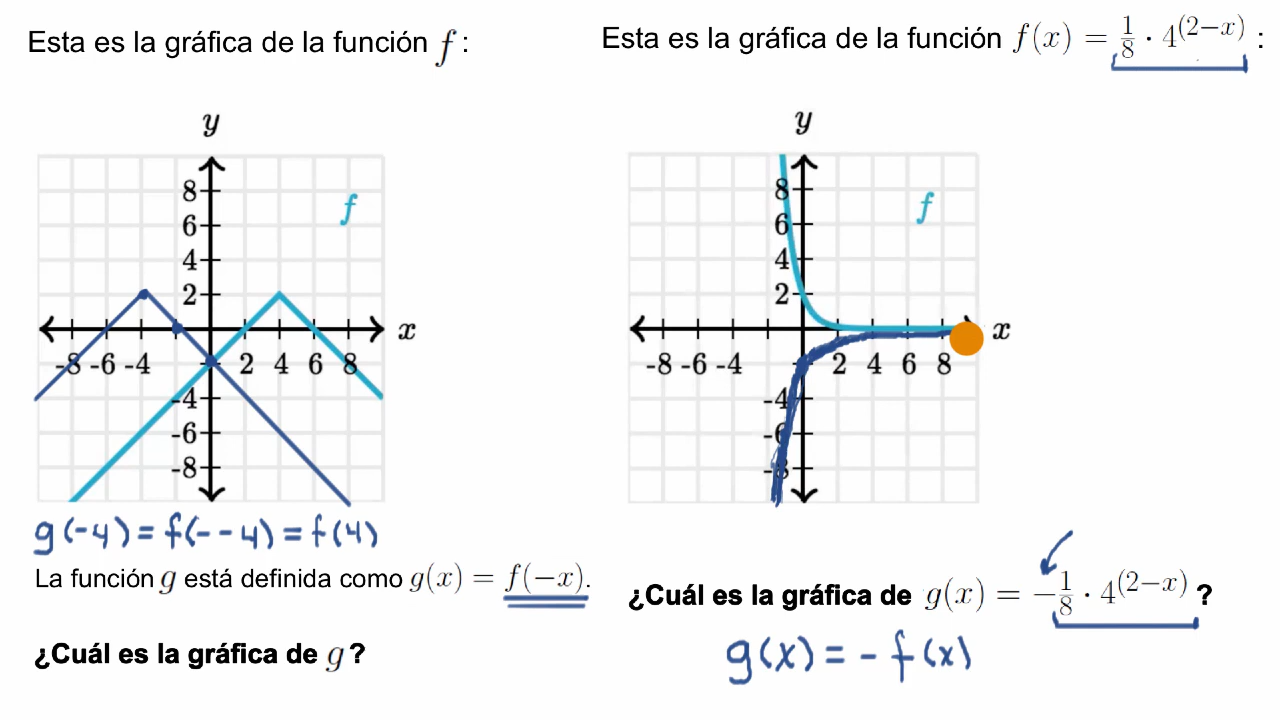 Esta es la gráfica de la función f:
y
8
6
4
2
f
x
-8 -6 -4 2 4 6 8
-4
-6
-8
g(-4) = f(--4) = f(4)
La función g está definida como g(x) = f(-x).
¿Cuál es la gráfica de g?
Esta es la gráfica de la función f(x) = 1/8 · 4^(2-x) :
y
8
6
4
2
f
x
-8 -6 -4 2 4 6 8
-4
-6
-8
¿Cuál es la gráfica de g(x) = -1/8 · 4^(2-x) ?
g(x) = - f(x)